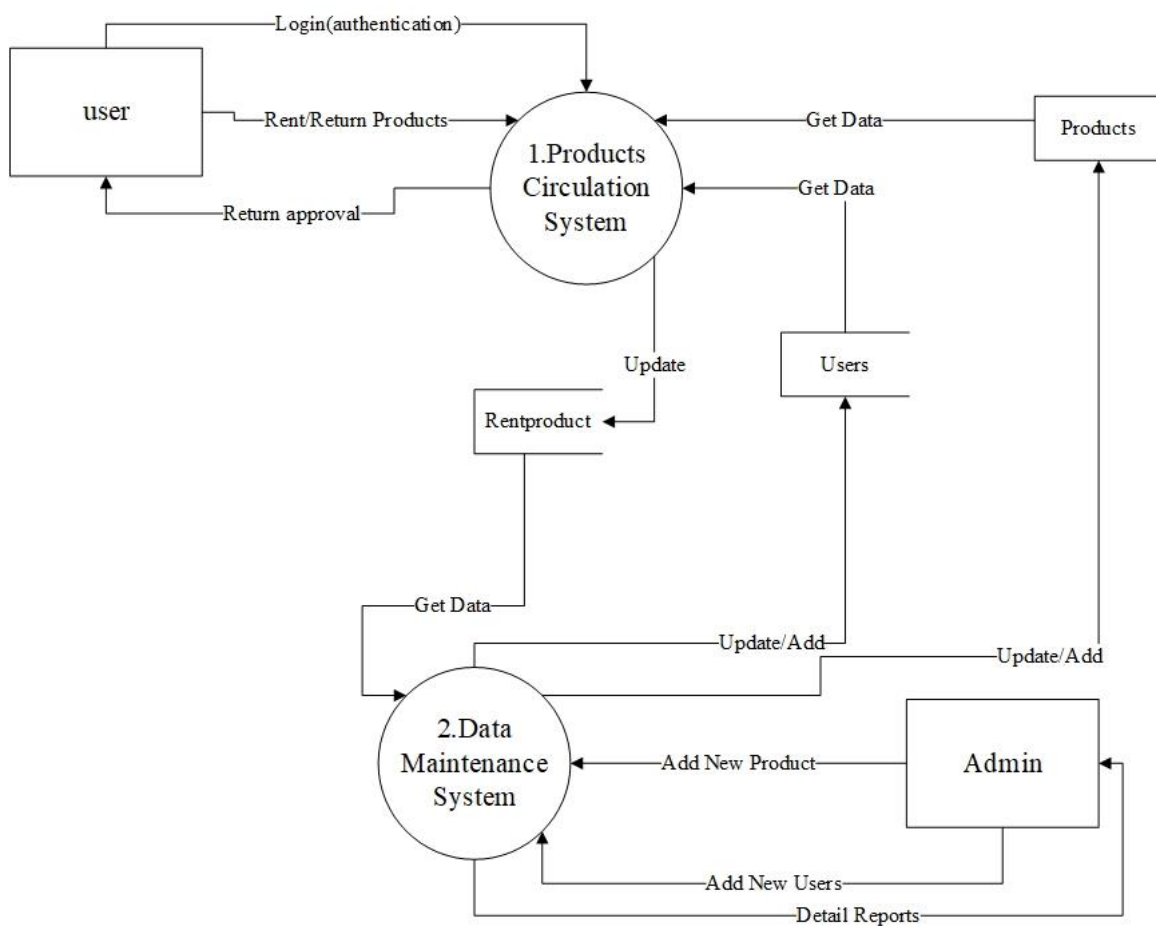 Login(authentication)
user
Rent/Return Products
Get Data
Products
1.Products
Circulation
System
Get Data
Return approval
Update
Users
Rentproduct
Get Data
Update/Add
Update/Add
2.Data
Maintenance
System
Add New Product
Admin
Add New Users
Detail Reports